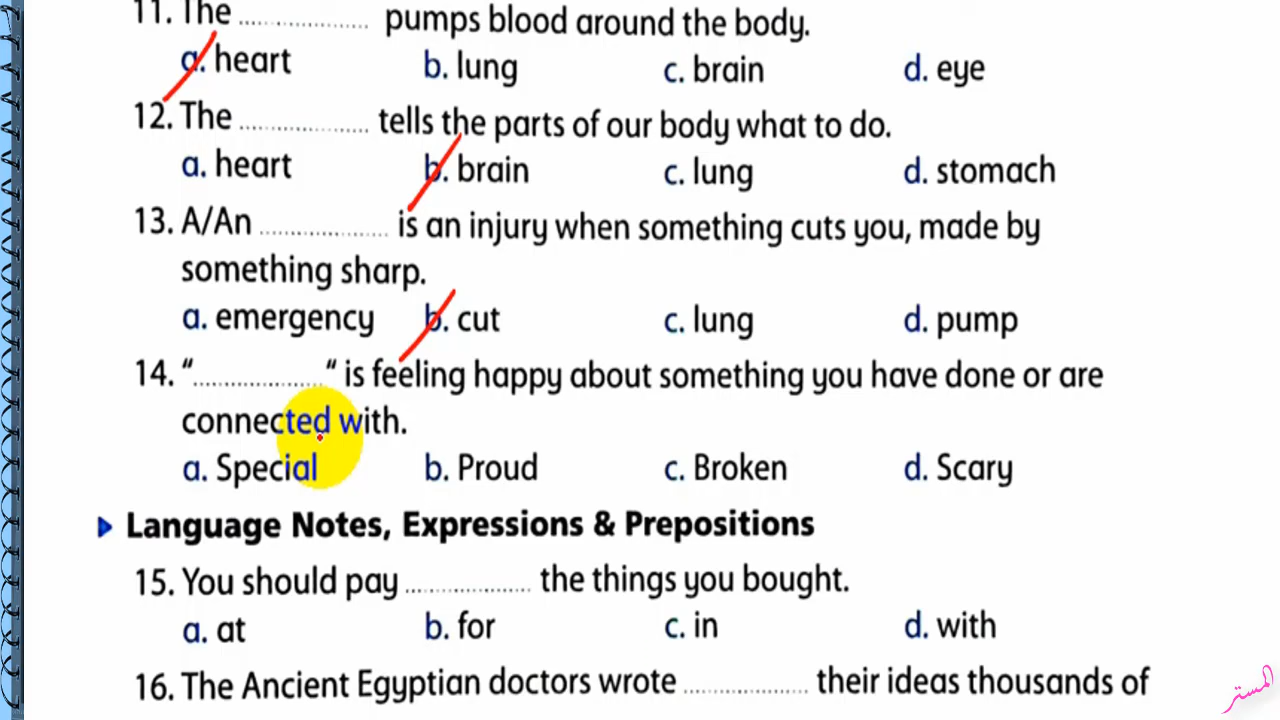 11. The .................. pumps blood around the body.
a. heart b. lung c. brain d. eye
12. The .................. tells the parts of our body what to do.
a. heart b. brain c. lung d. stomach
13. A/An .................. is an injury when something cuts you, made by
something sharp.
a. emergency b. cut c. lung d. pump
14. “..................“ is feeling happy about something you have done or are
connected with.
a. Special b. Proud c. Broken d. Scary
Language Notes, Expressions & Prepositions
15. You should pay .................. the things you bought.
a. at b. for c. in d. with
16. The Ancient Egyptian doctors wrote .................. their ideas thousands of
المستر